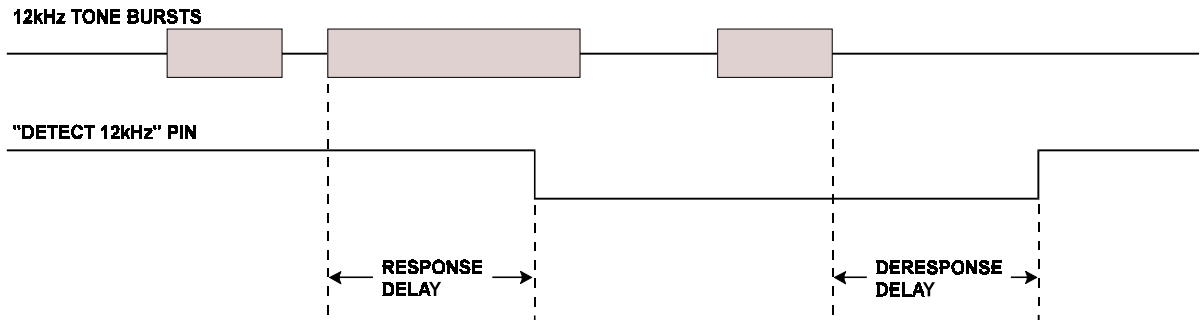 12kHz TONE BURSTS
"DETECT 12kHz" PIN
RESPONSE
DELAY
DERESPONSE
DELAY